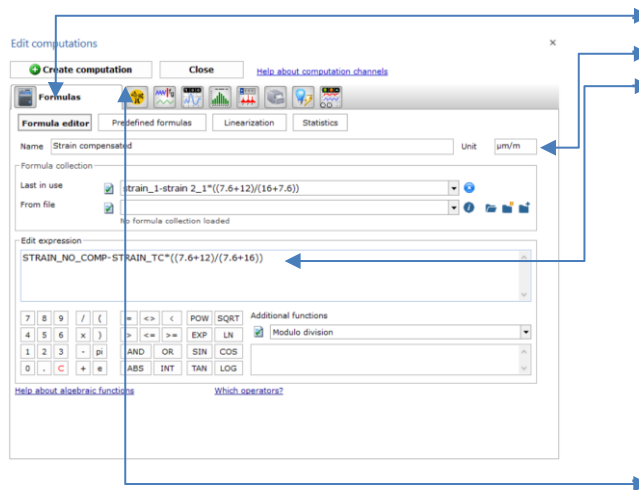 Edit computations
Create computation Close Help about computation channels
Formulas
Formula editor Predefined formulas Linearization Statistics
Name Strain compensated Unit µm/m
Formula collection
Last in use strain_1-strain 2_1*((7.6+12)/(16+7.6))
From file
No formula collection loaded
Edit expression
STRAIN_NO_COMP-STRAIN_TC*((7.6+12)/(7.6+16))
7 8 9 / ( = <> < POW SQRT Additional functions
4 5 6 x ) > <= >= EXP LN Modulo division
1 2 3 - pi AND OR SIN COS
0 . C + e ABS INT TAN LOG
Help about algebraic functions Which operators?